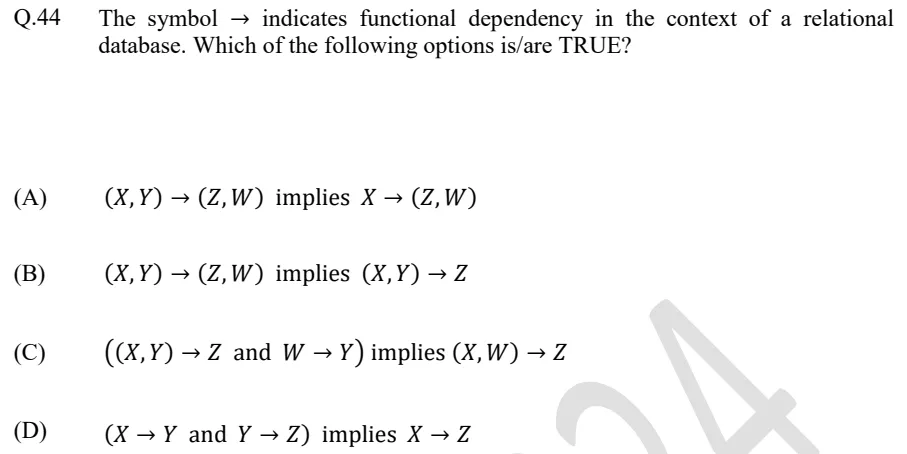 Q.44 The symbol → indicates functional dependency in the context of a relational
database. Which of the following options is/are TRUE?
(A) (X, Y) → (Z, W) implies X → (Z, W)
(B) (X, Y) → (Z, W) implies (X, Y) → Z
(C) ((X, Y) → Z and W → Y) implies (X, W) → Z
(D) (X → Y and Y → Z) implies X → Z